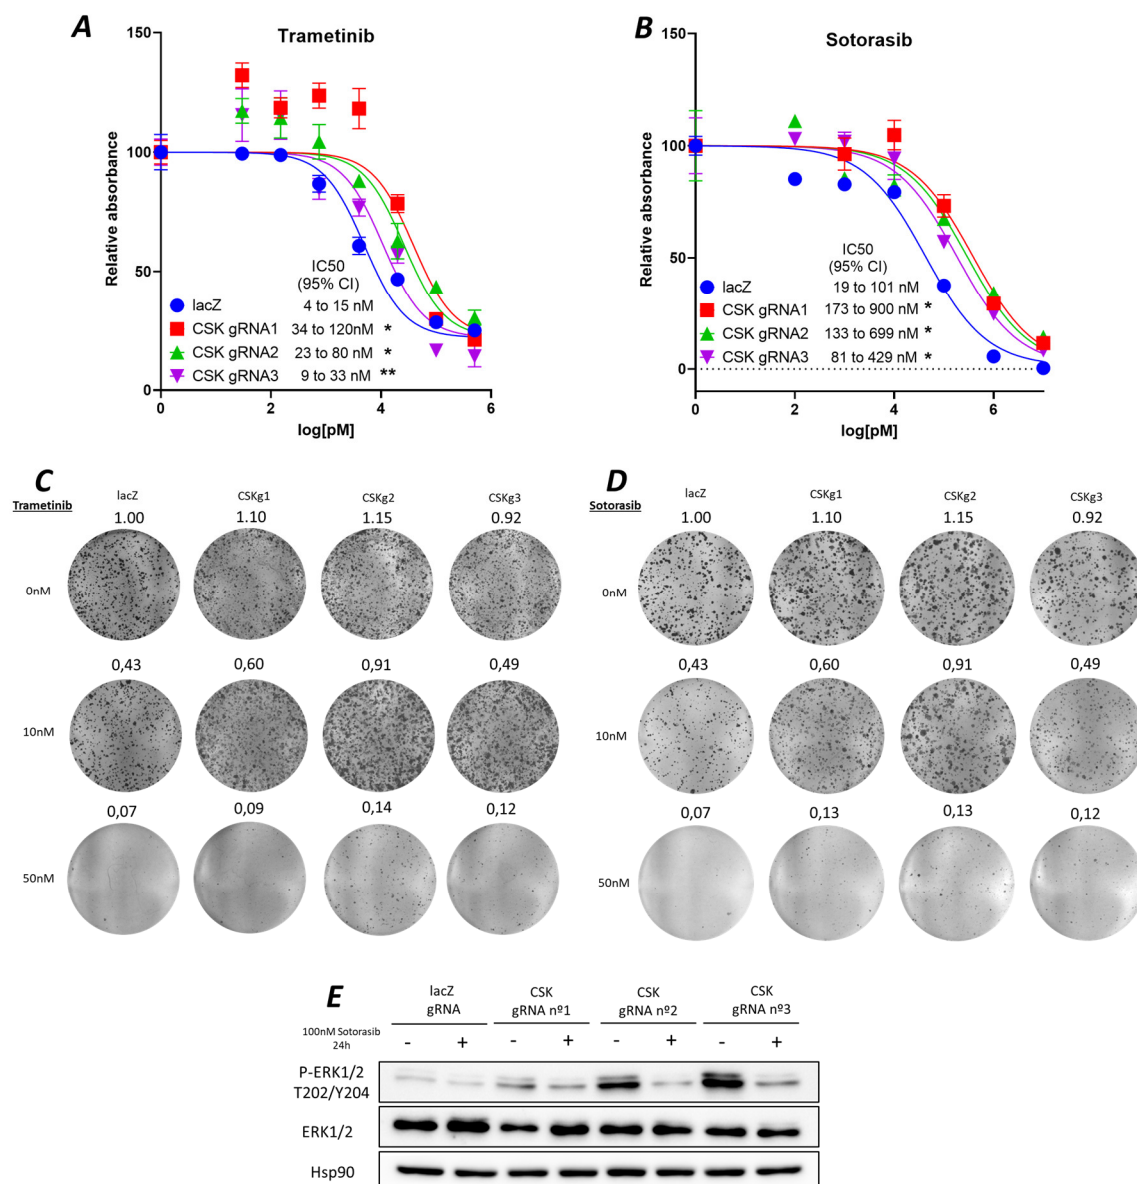 A
Trametinib
150
100
50
0
Relative absorbance
IC50
(95% CI)
lacZ 4 to 15 nM
CSK gRNA1 34 to 120nM *
CSK gRNA2 23 to 80 nM *
CSK gRNA3 9 to 33 nM **
0 2 4 6
log[pM]
B
Sotorasib
150
100
50
0
Relative absorbance
IC50
(95% CI)
lacZ 19 to 101 nM
CSK gRNA1 173 to 900 nM *
CSK gRNA2 133 to 699 nM *
CSK gRNA3 81 to 429 nM *
0 2 4 6
log[pM]
C
Trametinib
lacZ CSKg1 CSKg2 CSKg3
1.00 1.10 1.15 0.92
0nM
0,43 0,60 0,91 0,49
10nM
0,07 0,09 0,14 0,12
50nM
D
Sotorasib
lacZ CSKg1 CSKg2 CSKg3
1.00 1.10 1.15 0.92
0nM
0,43 0,60 0,91 0,49
10nM
0,07 0,13 0,13 0,12
50nM
E
lacZ CSK CSK CSK
gRNA gRNA nº1 gRNA nº2 gRNA nº3
100nM Sotorasib
24h
- + - + - + - +
P-ERK1/2
T202/Y204
ERK1/2
Hsp90